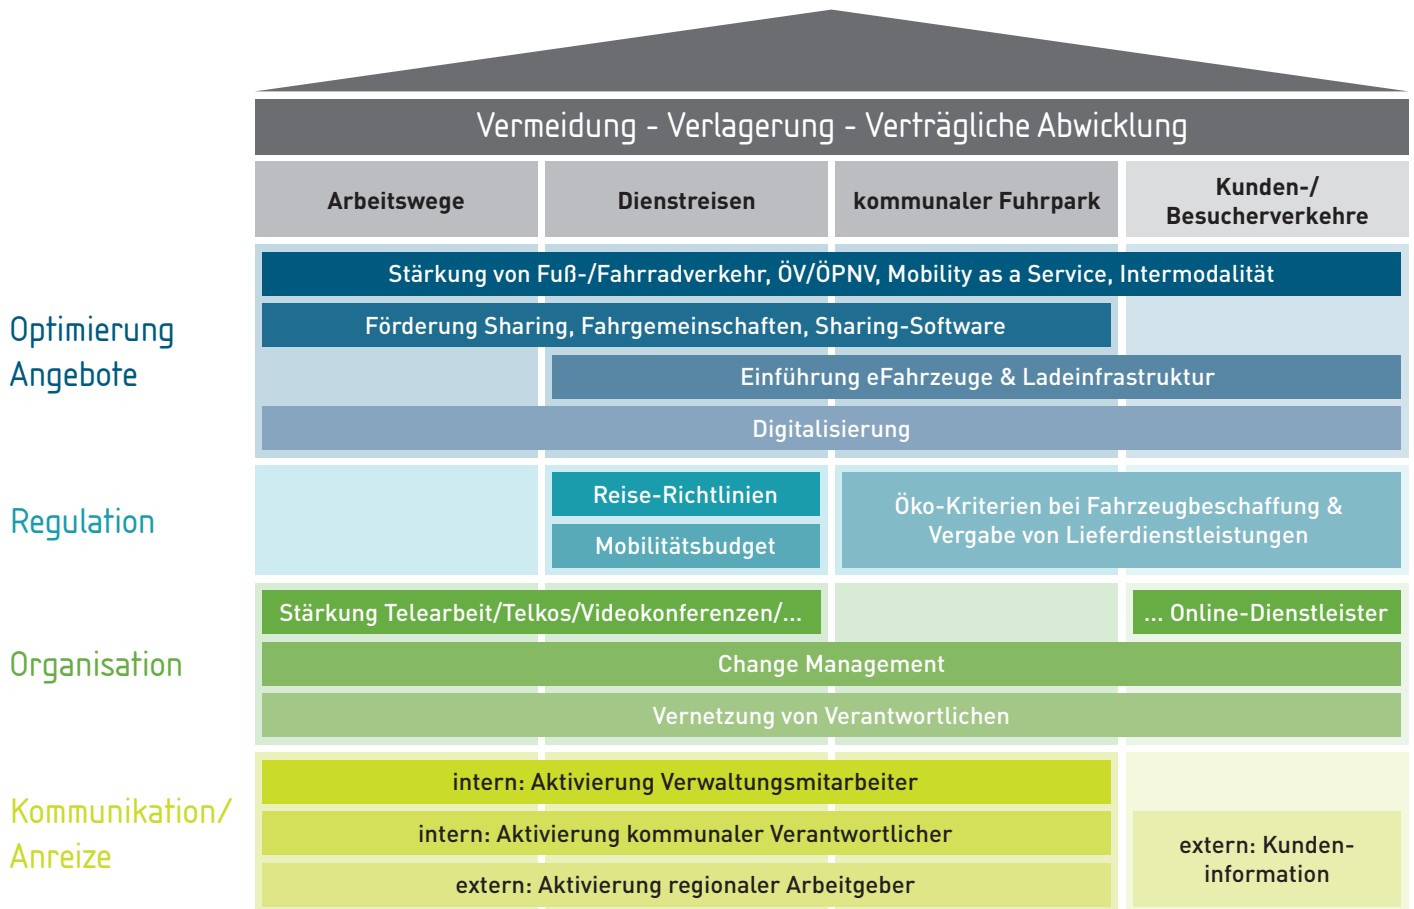 Vermeidung - Verlagerung - Verträgliche Abwicklung
Arbeitswege
Dienstreisen
kommunaler Fuhrpark
Kunden-/
Besucherverkehre
Optimierung
Angebote
Stärkung von Fuß-/Fahrradverkehr, ÖV/ÖPNV, Mobility as a Service, Intermodalität
Förderung Sharing, Fahrgemeinschaften, Sharing-Software
Einführung eFahrzeuge & Ladeinfrastruktur
Digitalisierung
Regulation
Reise-Richtlinien
Mobilitätsbudget
Öko-Kriterien bei Fahrzeugbeschaffung &
Vergabe von Lieferdienstleistungen
Organisation
Stärkung Telearbeit/Telkos/Videokonferenzen/...
... Online-Dienstleister
Change Management
Vernetzung von Verantwortlichen
Kommunikation/
Anreize
intern: Aktivierung Verwaltungsmitarbeiter
intern: Aktivierung kommunaler Verantwortlicher
extern: Aktivierung regionaler Arbeitgeber
extern: Kunden-
information